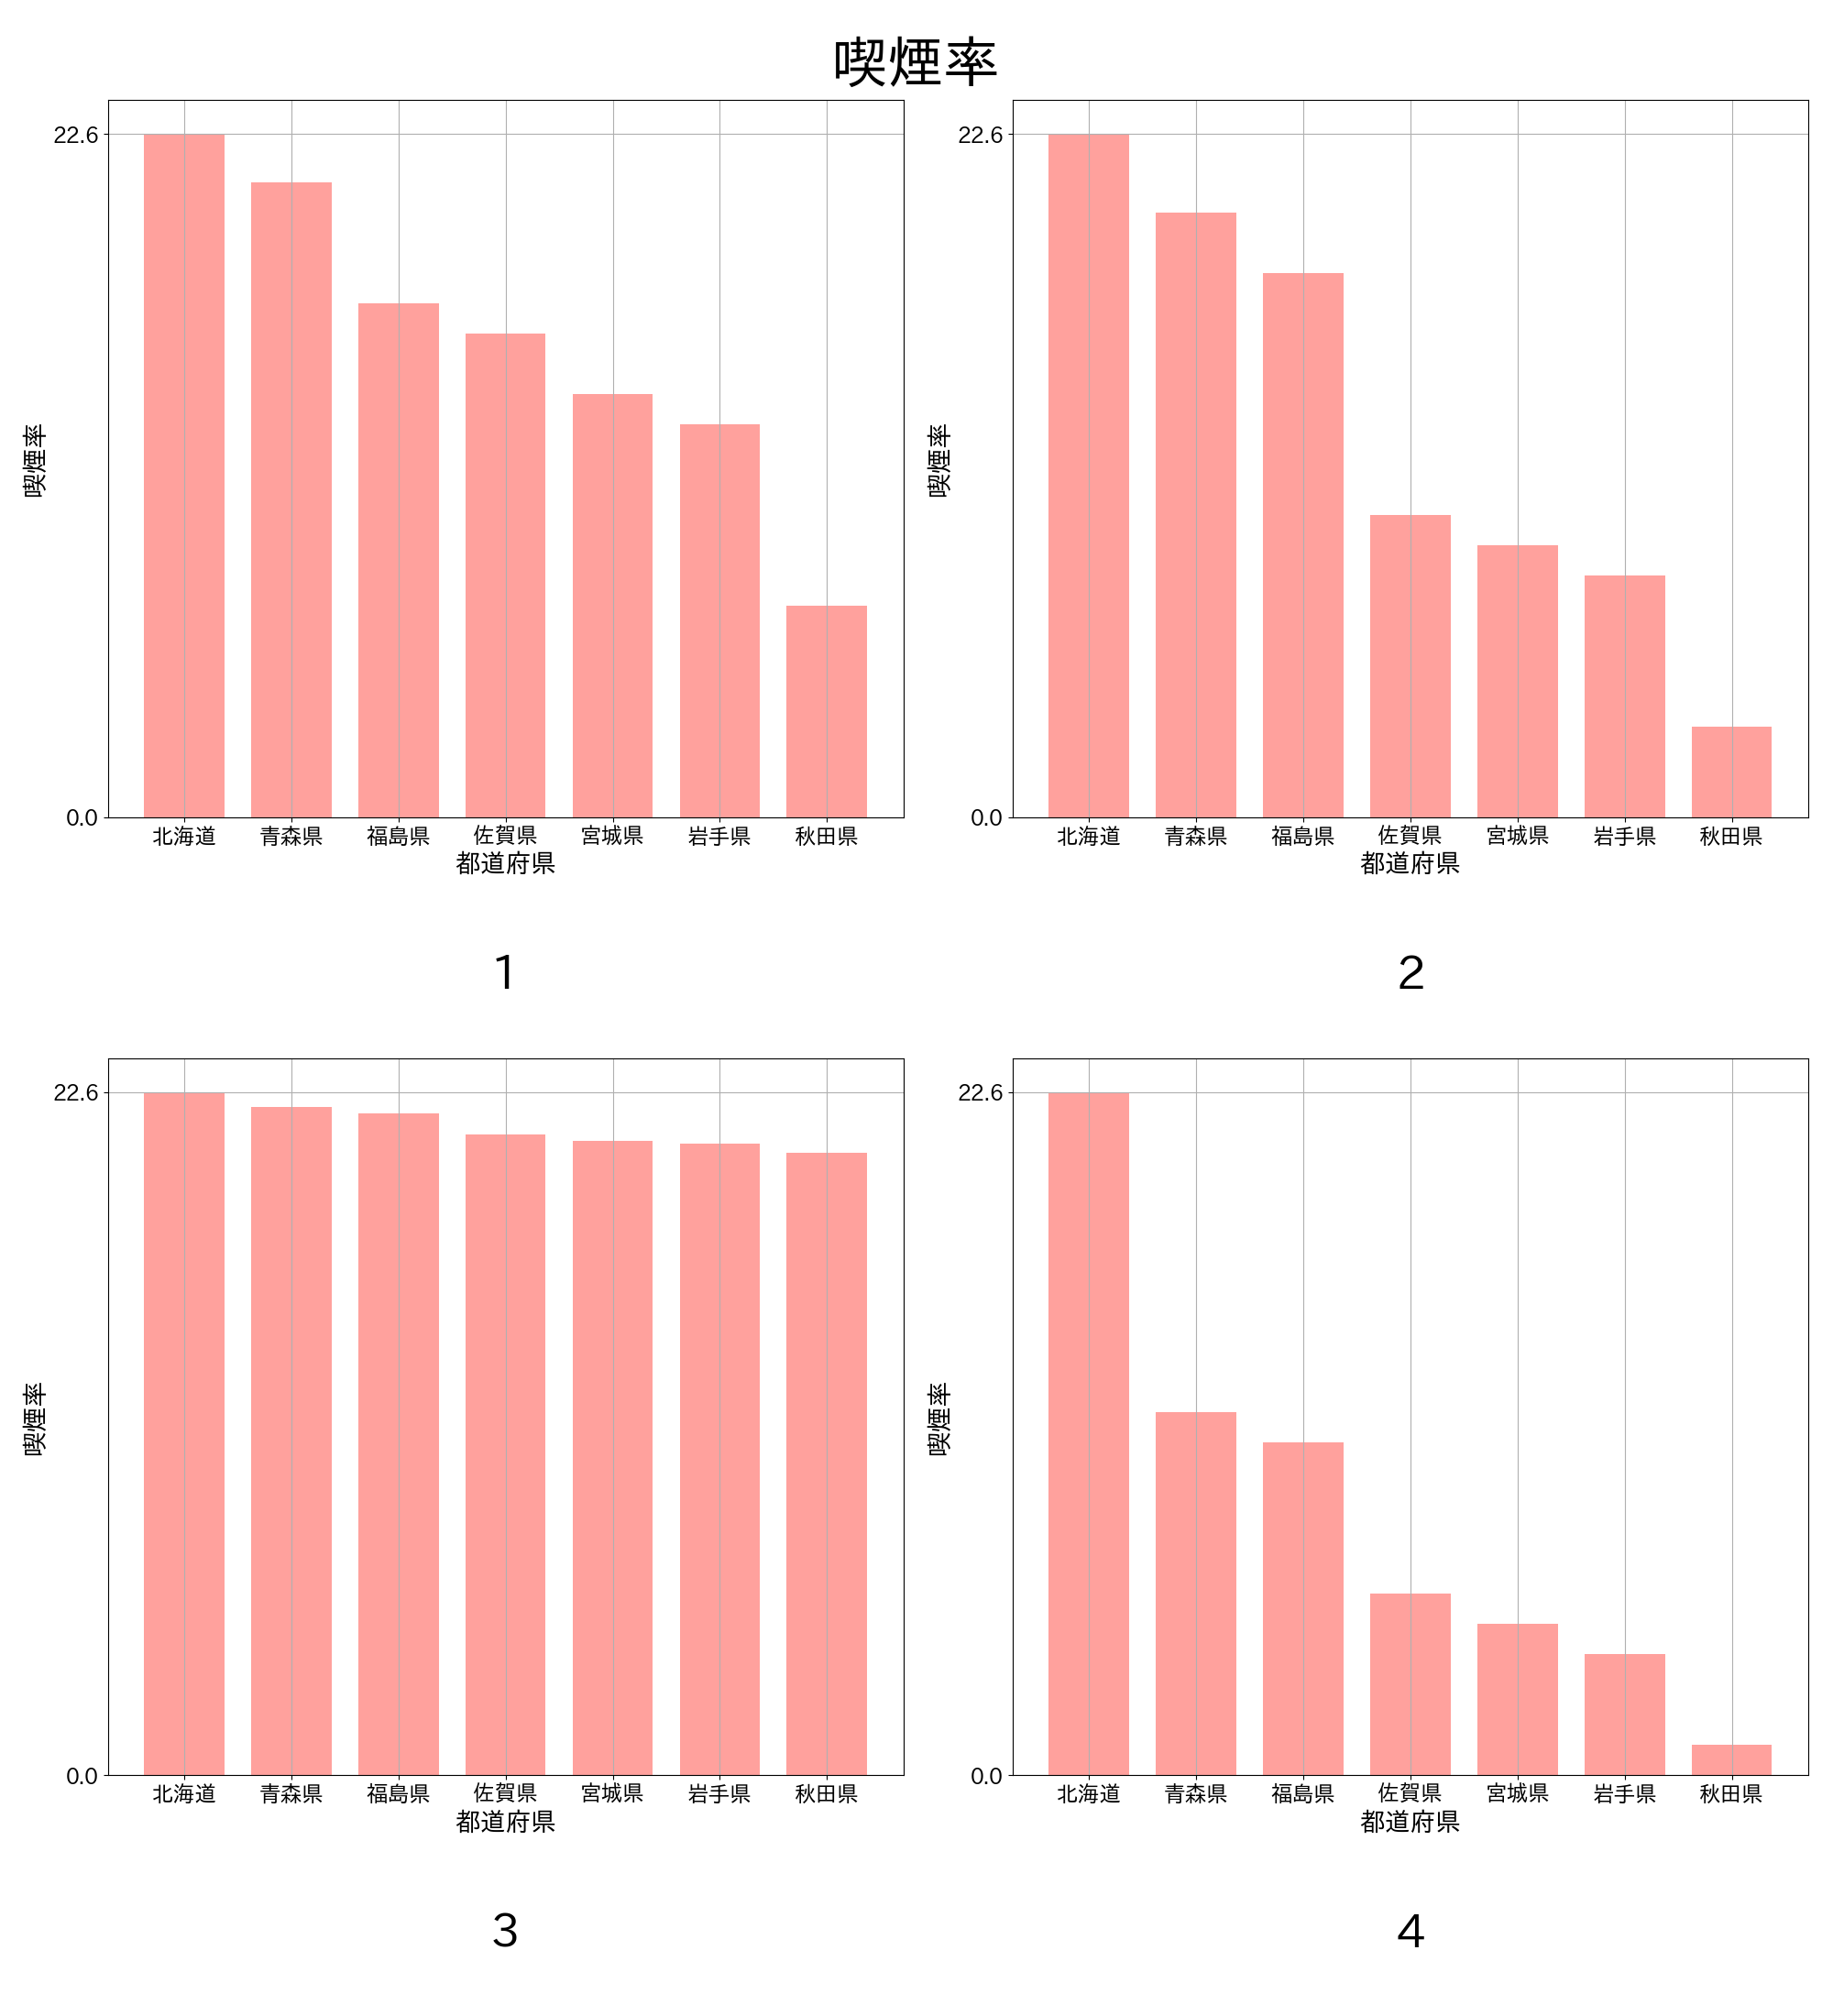 喫煙率
22.6
0.0
喫煙率
北海道 青森県 福島県 佐賀県 宮城県 岩手県 秋田県
都道府県
1
22.6
0.0
喫煙率
北海道 青森県 福島県 佐賀県 宮城県 岩手県 秋田県
都道府県
2
22.6
0.0
喫煙率
北海道 青森県 福島県 佐賀県 宮城県 岩手県 秋田県
都道府県
3
22.6
0.0
喫煙率
北海道 青森県 福島県 佐賀県 宮城県 岩手県 秋田県
都道府県
4